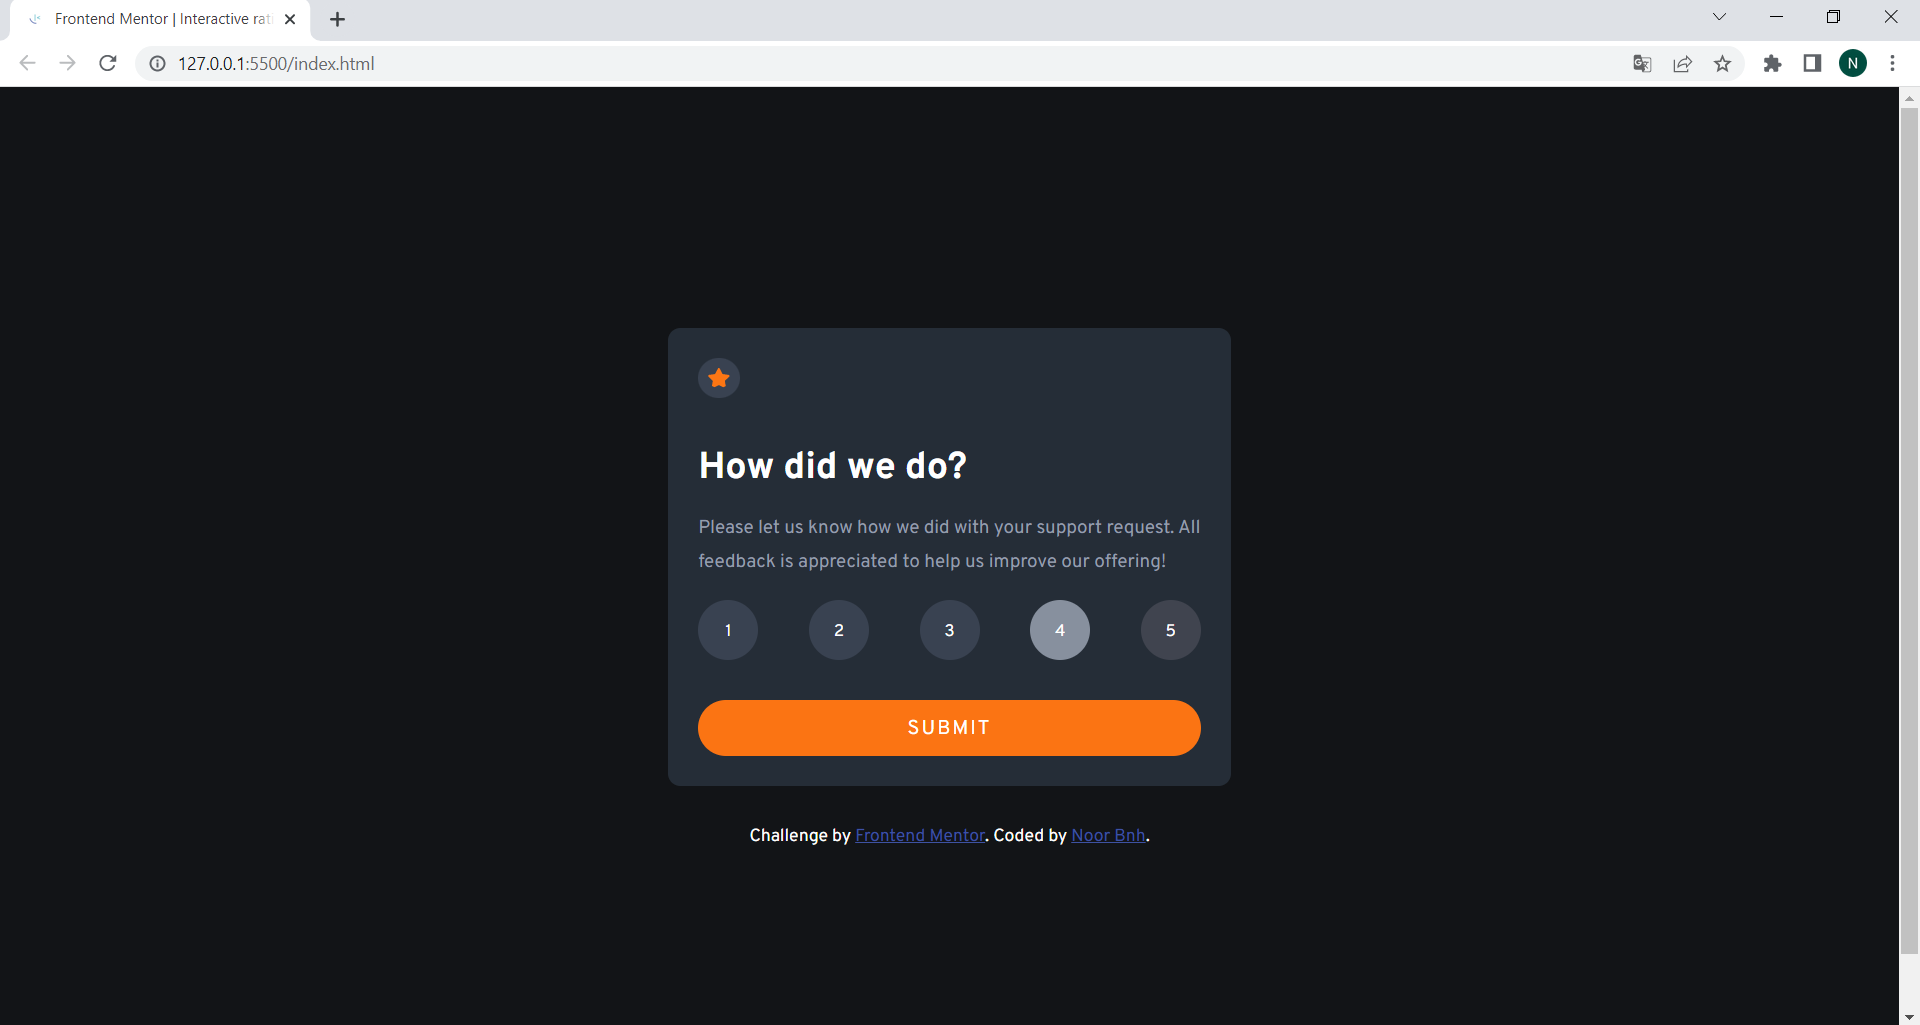 Frontend Mentor | Interactive rati
127.0.0.1:5500/index.html
N
How did we do?
Please let us know how we did with your support request. All
feedback is appreciated to help us improve our offering!
1 2 3 4 5
SUBMIT
Challenge by Frontend Mentor. Coded by Noor Bnh.